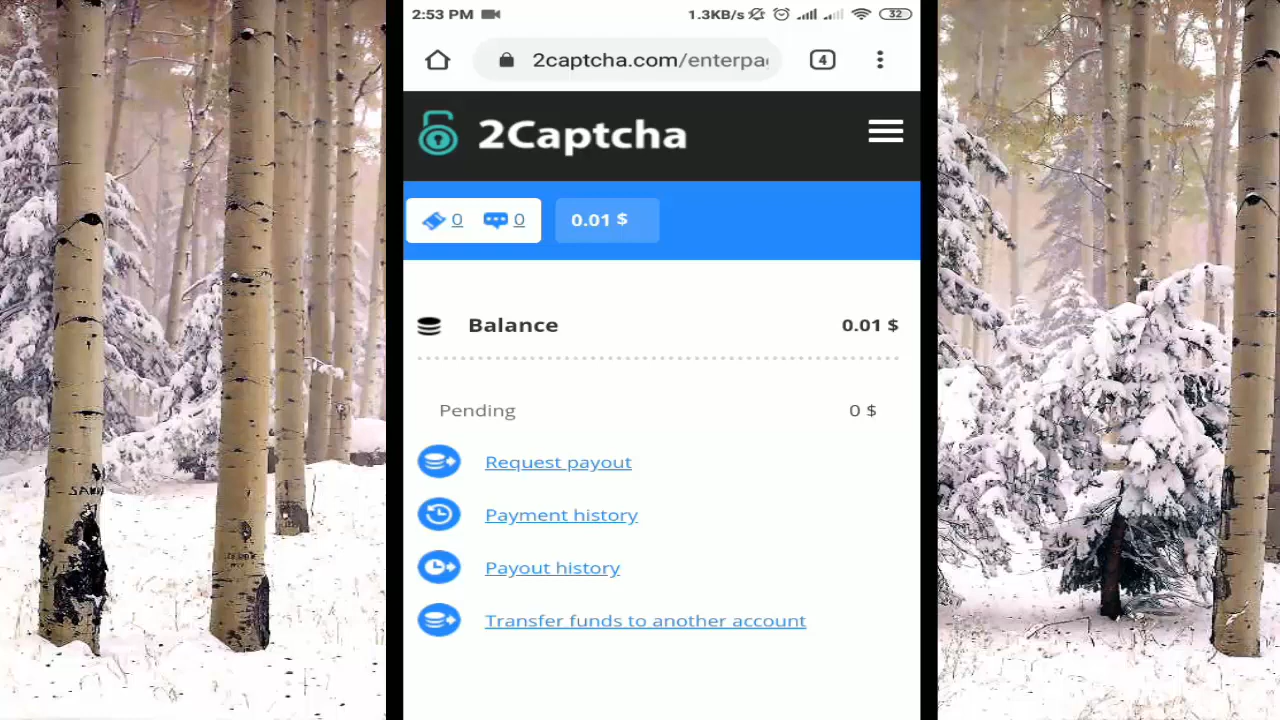 2:53 PM 1.3KB/s 32
2captcha.com/enterpa 4
2Captcha
0 0 0.01 $
Balance 0.01 $
Pending 0 $
Request payout
Payment history
Payout history
Transfer funds to another account